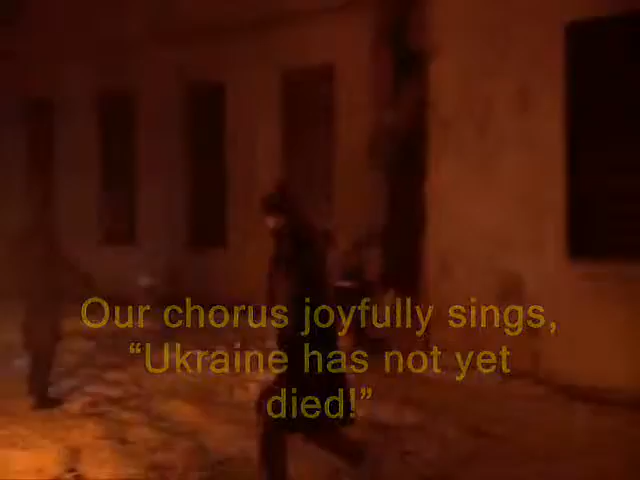 Our chorus joyfully sings,
“Ukraine has not yet
died!”